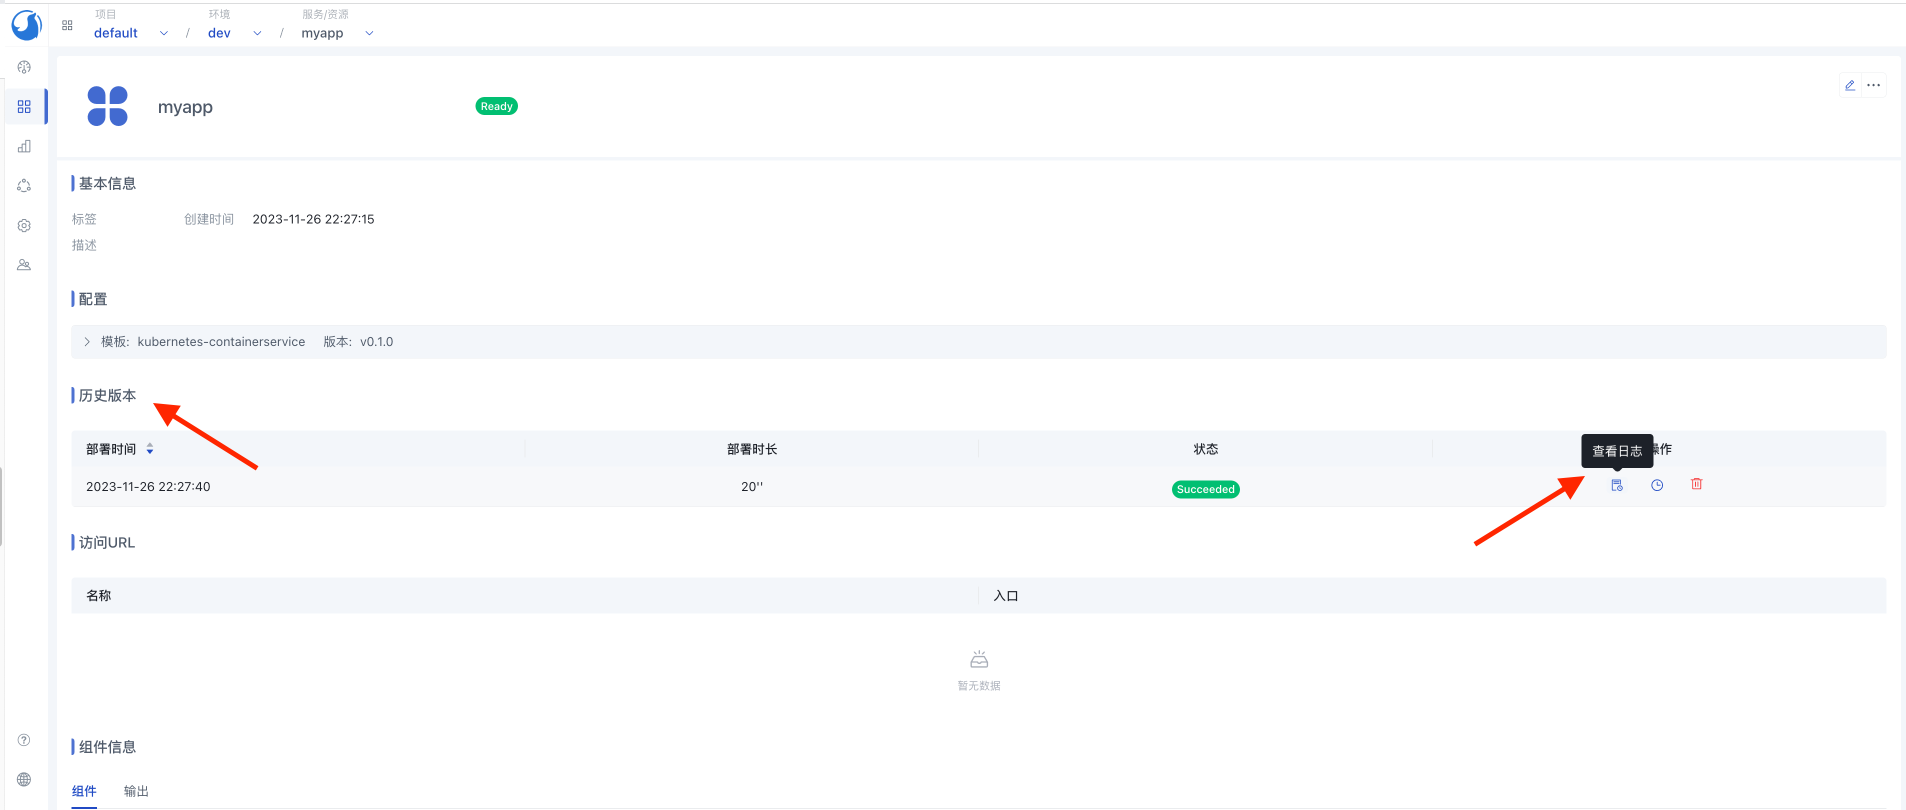 项目 环境 服务/资源
default / dev / myapp
myapp Ready
基本信息
标签 创建时间 2023-11-26 22:27:15
描述
配置
模板: kubernetes-containerservice 版本: v0.1.0
历史版本
部署时间 部署时长 状态 作
查看日志
2023-11-26 22:27:40 20'' Succeeded
访问URL
名称 入口
暂无数据
组件信息
组件 输出